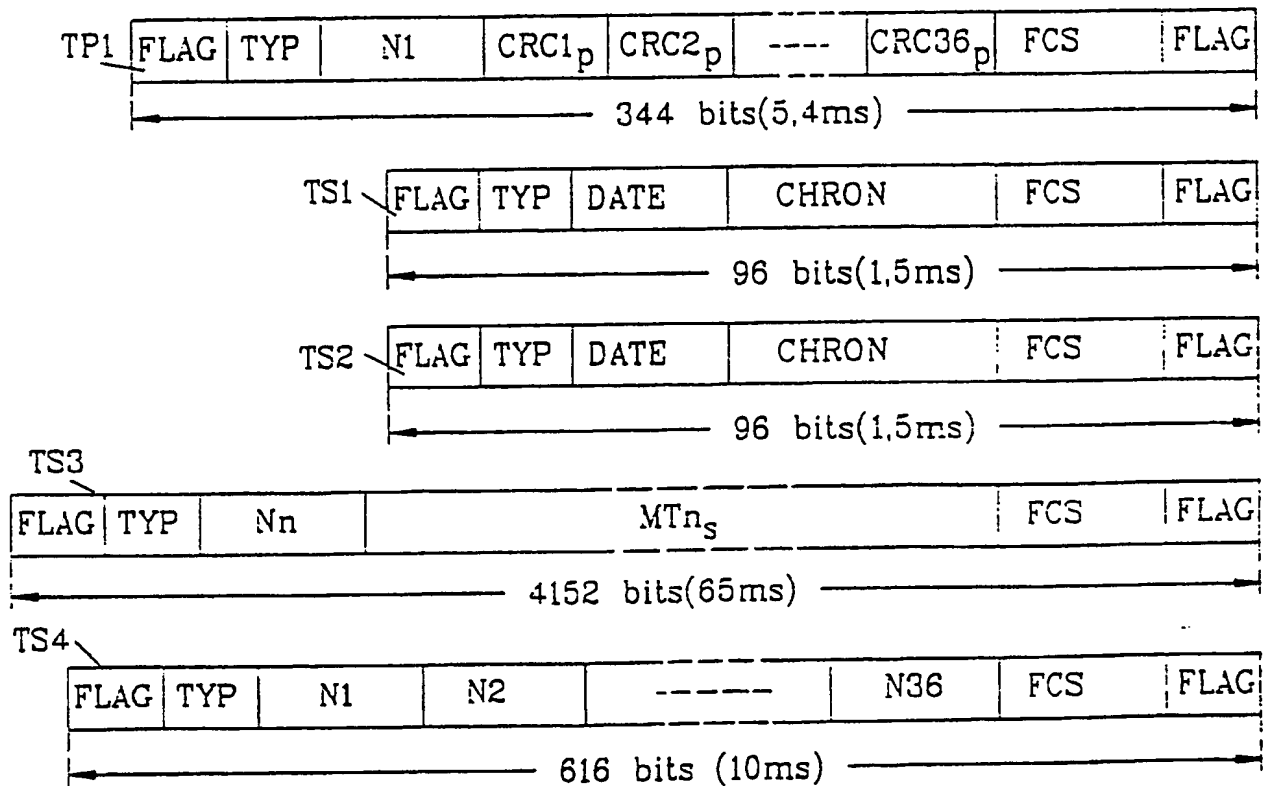 TP1 FLAG TYP N1 CRC1p CRC2p ---- CRC36p FCS FLAG
344 bits(5,4ms)
TS1 FLAG TYP DATE CHRON FCS FLAG
96 bits(1,5ms)
TS2 FLAG TYP DATE CHRON FCS FLAG
96 bits(1,5ms)
TS3
FLAG TYP Nn MTns FCS FLAG
4152 bits(65ms)
TS4
FLAG TYP N1 N2 ----- N36 FCS FLAG
616 bits (10ms)